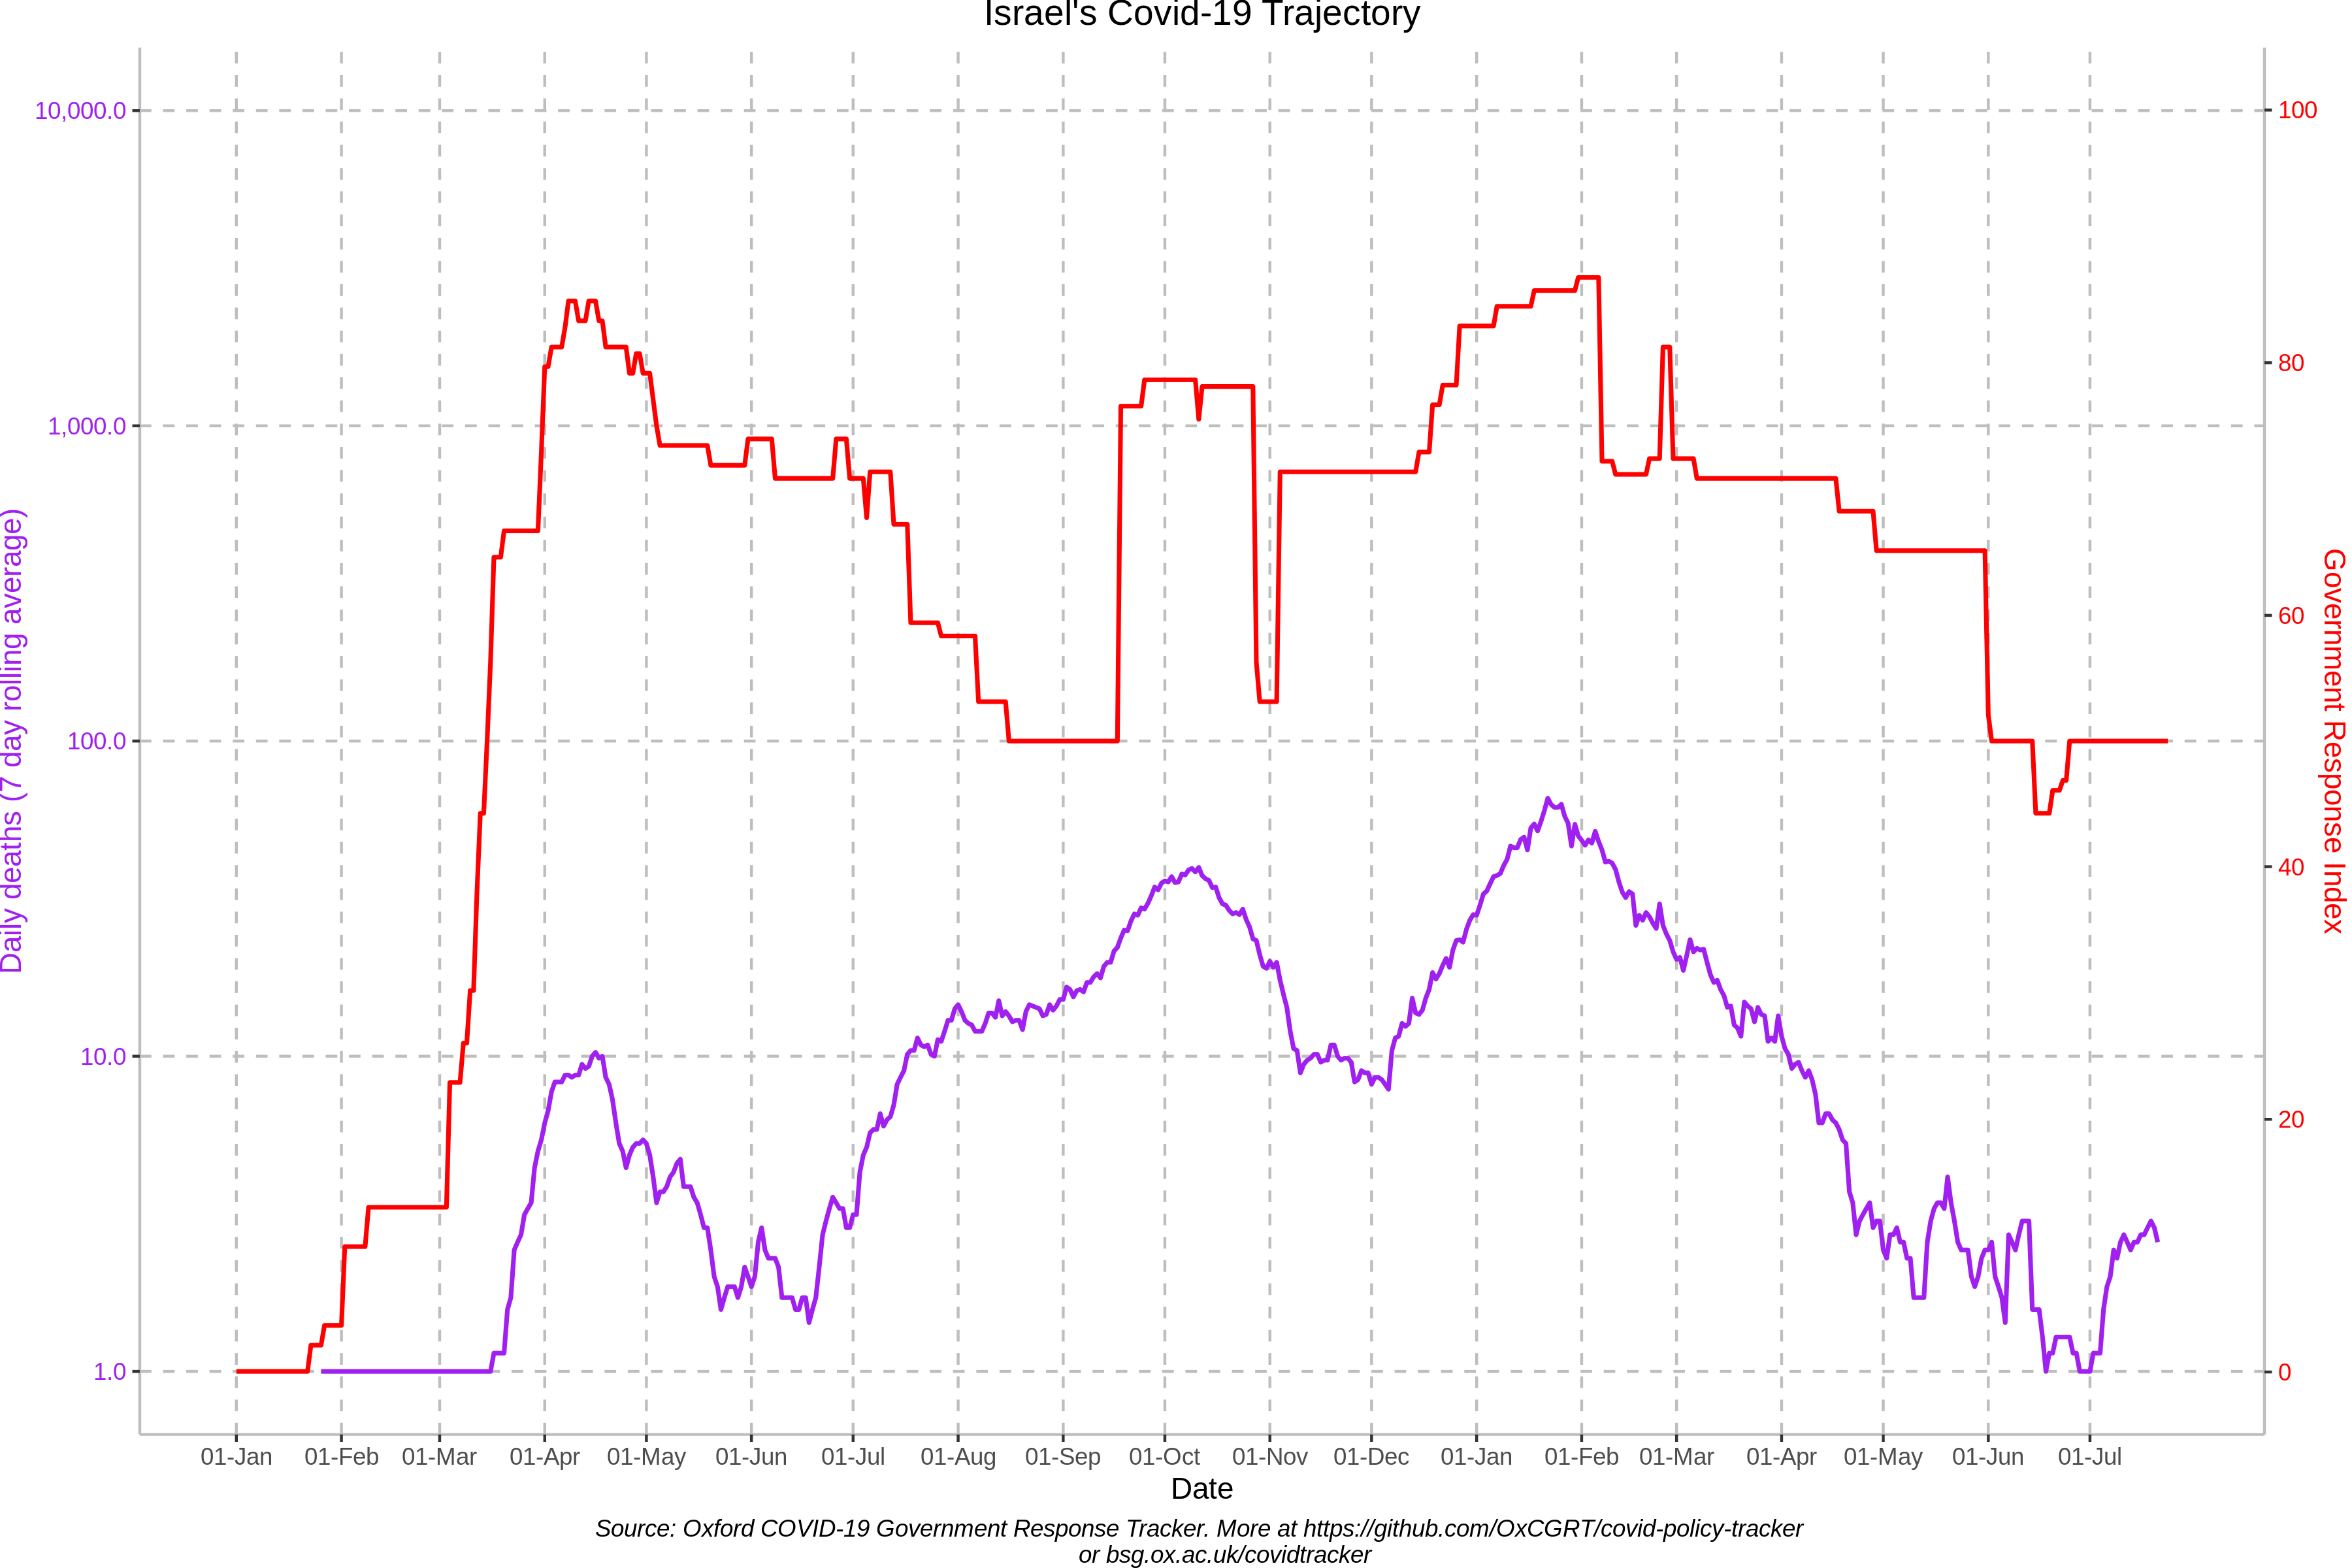 Israel's Covid-19 Trajectory
10,000.0
1,000.0
100.0
10.0
1.0
Daily deaths (7 day rolling average)
100
80
60
40
20
0
Government Response Index
01-Jan 01-Feb 01-Mar 01-Apr 01-May 01-Jun 01-Jul 01-Aug 01-Sep 01-Oct 01-Nov 01-Dec 01-Jan 01-Feb 01-Mar 01-Apr 01-May 01-Jun 01-Jul
Date
Source: Oxford COVID-19 Government Response Tracker. More at https://github.com/OxCGRT/covid-policy-tracker
or bsg.ox.ac.uk/covidtracker